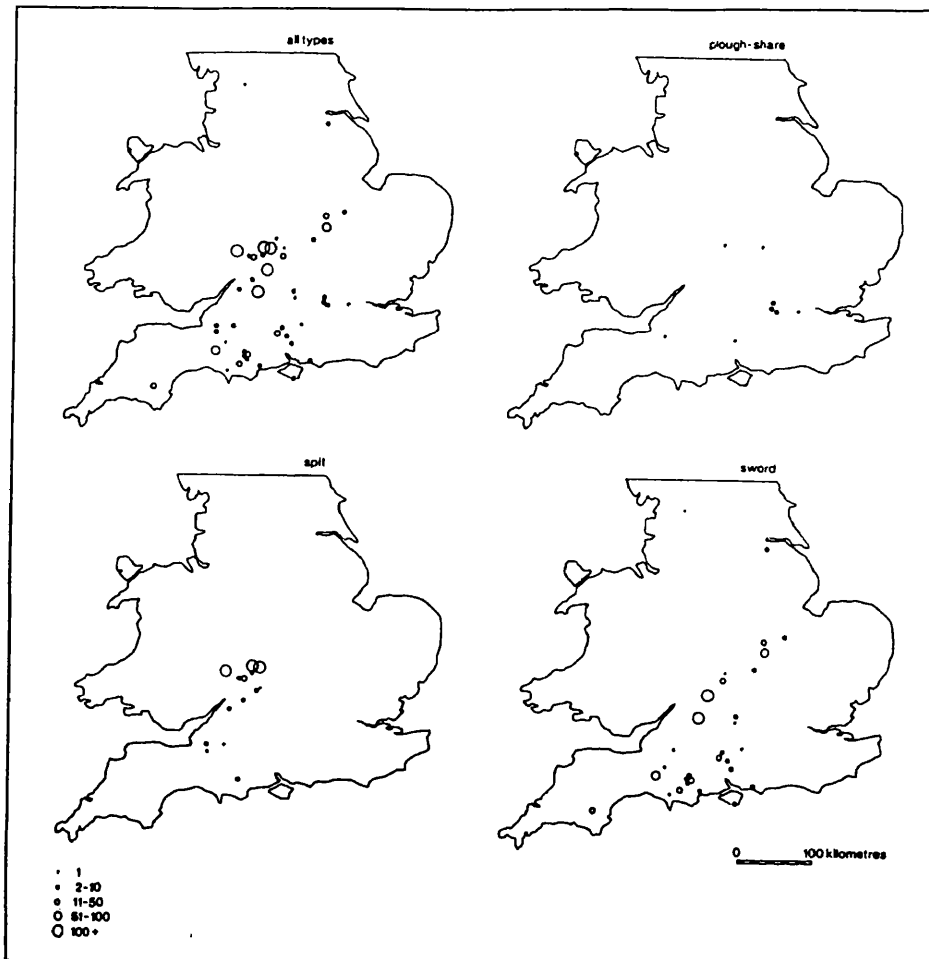 all types
plough-share
spit
sword
0 100 kilometres
1
2-10
11-50
51-100
100+